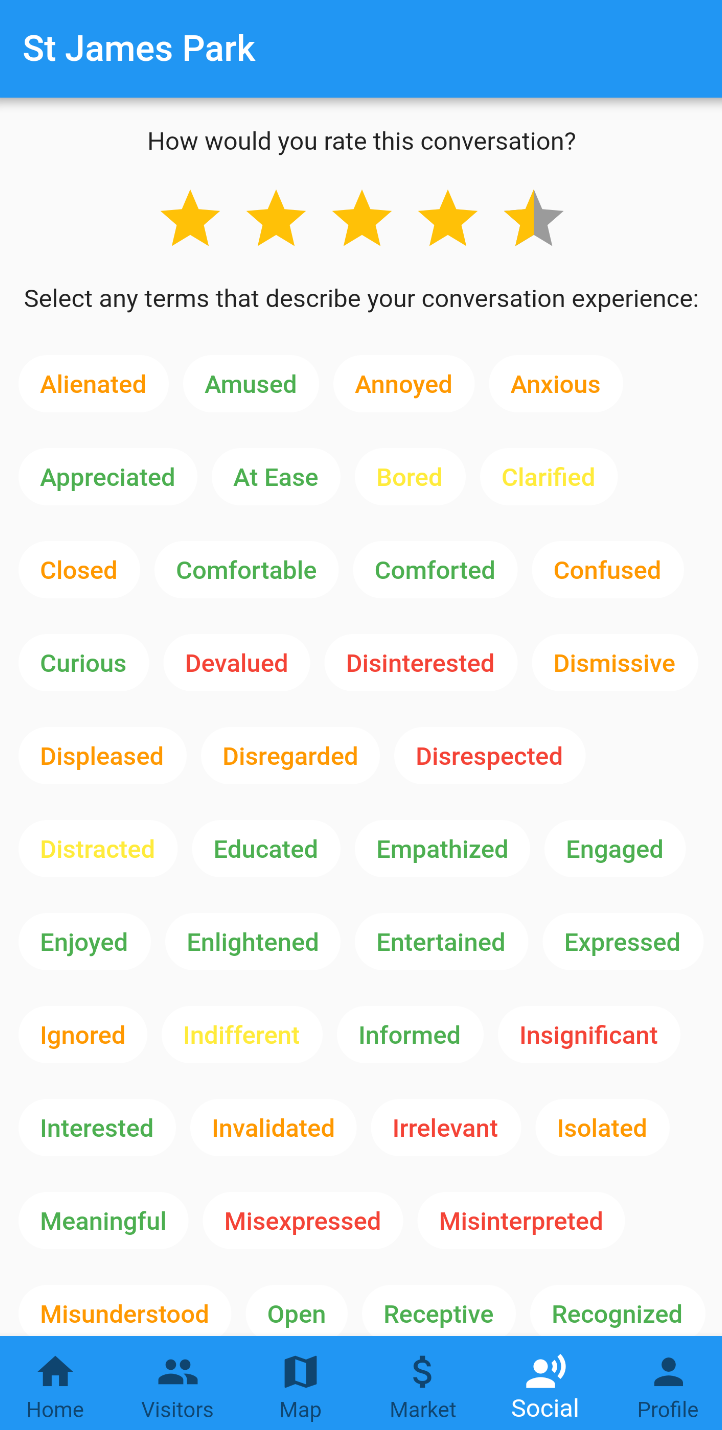 St James Park
How would you rate this conversation?
Select any terms that describe your conversation experience:
Alienated Amused Annoyed Anxious
Appreciated At Ease Bored Clarified
Closed Comfortable Comforted Confused
Curious Devalued Disinterested Dismissive
Displeased Disregarded Disrespected
Distracted Educated Empathized Engaged
Enjoyed Enlightened Entertained Expressed
Ignored Indifferent Informed Insignificant
Interested Invalidated Irrelevant Isolated
Meaningful Misexpressed Misinterpreted
Misunderstood Open Receptive Recognized
Home Visitors Map Market Social Profile